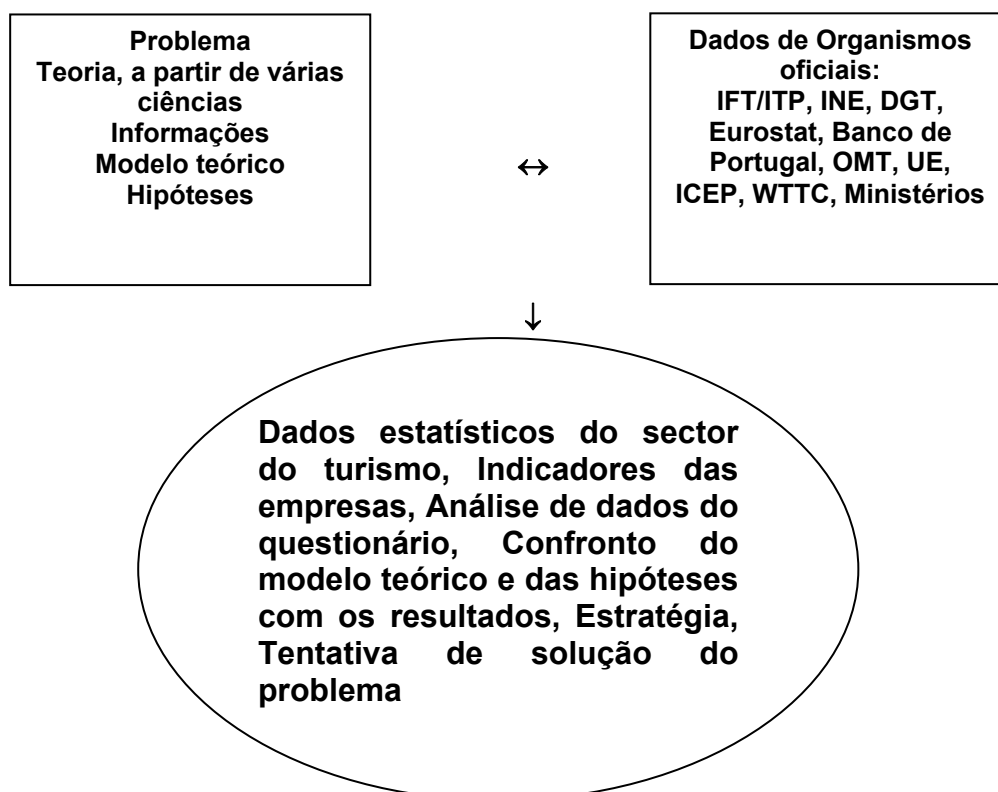 Problema
Teoria, a partir de várias
ciências
Informações
Modelo teórico
Hipóteses
↔
Dados de Organismos
oficiais:
IFT/ITP, INE, DGT,
Eurostat, Banco de
Portugal, OMT, UE,
ICEP, WTTC, Ministérios
↓
Dados estatísticos do sector
do turismo, Indicadores das
empresas, Análise de dados do
questionário, Confronto do
modelo teórico e das hipóteses
com os resultados, Estratégia,
Tentativa de solução do
problema